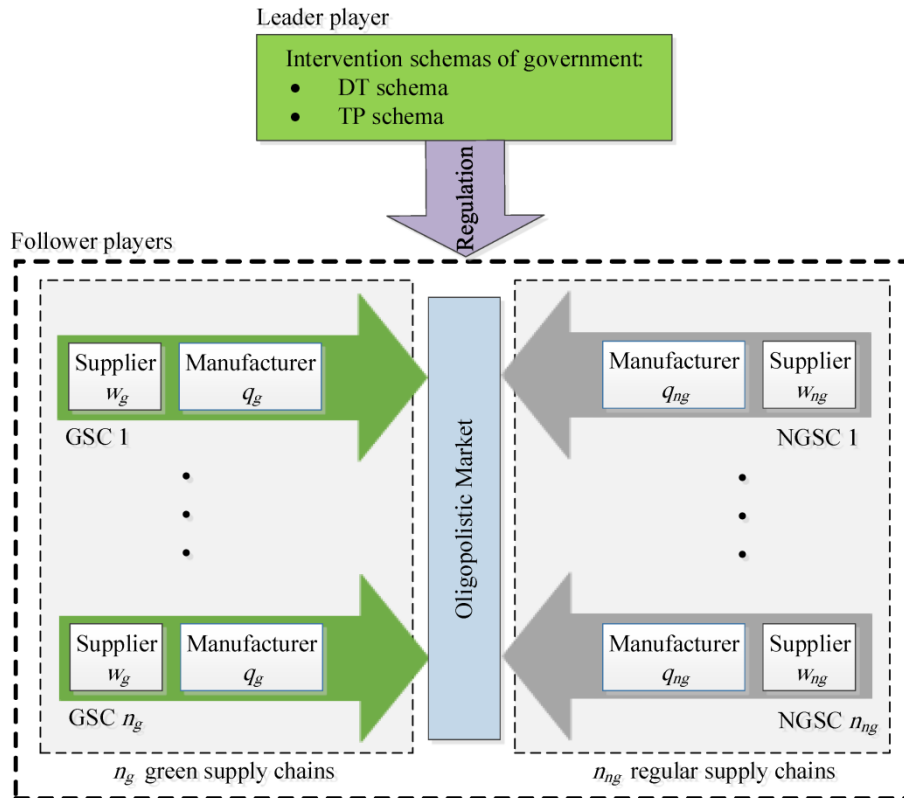 Leader player
Intervention schemas of government:
• DT schema
• TP schema
Regulation
Follower players
Supplier
w_g
Manufacturer
q_g
GSC 1
Manufacturer
q_ng
Supplier
w_ng
NGSC 1
Oligopolistic Market
Supplier
w_g
Manufacturer
q_g
GSC n_g
Manufacturer
q_ng
Supplier
w_ng
NGSC n_ng
n_g green supply chains
n_ng regular supply chains